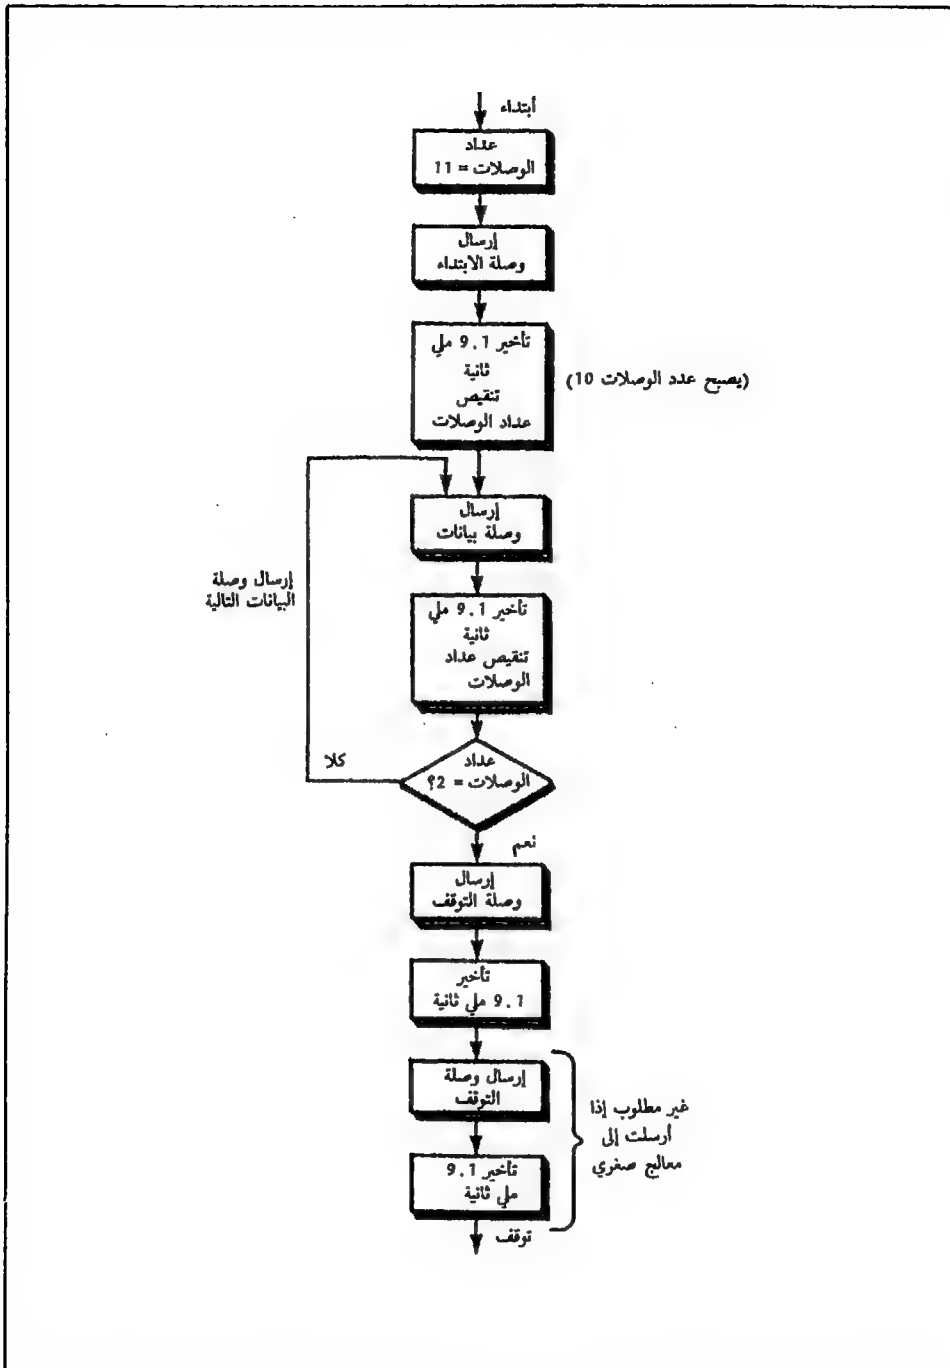 أبتداء
عداد
الوصلات = 11
إرسال
وصلة الابتداء
تأخير 9.1 ملي
ثانية
تنقيص
عداد الوصلات
(يصبح عدد الوصلات 10)
إرسال
وصلة بيانات
إرسال وصلة
البيانات التالية
تأخير 9.1 ملي
ثانية
تنقيص عداد
الوصلات
عداد
الوصلات = 2؟
كلا
نعم
إرسال
وصلة التوقف
تأخير
9.1 ملي ثانية
إرسال وصلة
التوقف
غير مطلوب إذا
أرسلت إلى
معالج صغري
تأخير 9.1
ملي ثانية
توقف